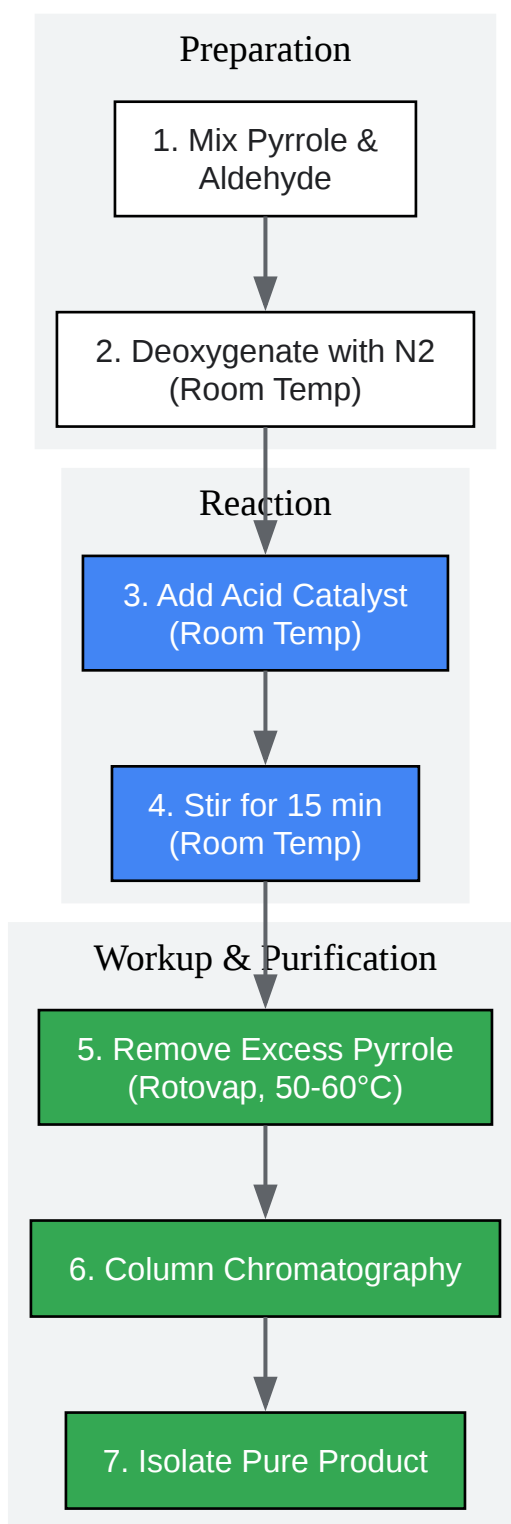 Preparation
1. Mix Pyrrole &
Aldehyde
2. Deoxygenate with N2
(Room Temp)
Reaction
3. Add Acid Catalyst
(Room Temp)
4. Stir for 15 min
(Room Temp)
Workup & Purification
5. Remove Excess Pyrrole
(Rotovap, 50-60°C)
6. Column Chromatography
7. Isolate Pure Product